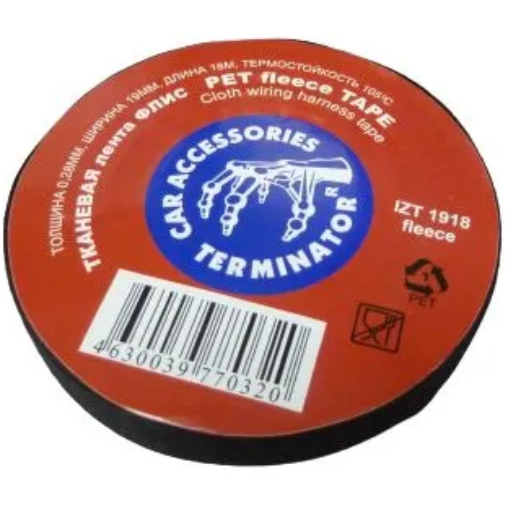 ТОЛЩИНА 0,28ММ, ШИРИНА 19ММ, ДЛИНА 18М, ТЕРМОСТОЙКОСТЬ 105°C
ТКАНЕВАЯ лента ФЛИС PET fleece TAPE
Cloth wiring harness tape
CAR ACCESSORIES
TERMINATOR®
IZT 1918
fleece
1
PET
4630039770320